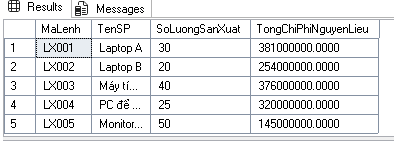 Results Messages
MaLenh TenSP SoLuongSanXuat TongChiPhiNguyenLieu
1 LX001 Laptop A 30 381000000.0000
2 LX002 Laptop B 20 254000000.0000
3 LX003 Máy tí... 40 376000000.0000
4 LX004 PC để ... 25 320000000.0000
5 LX005 Monitor... 50 145000000.0000